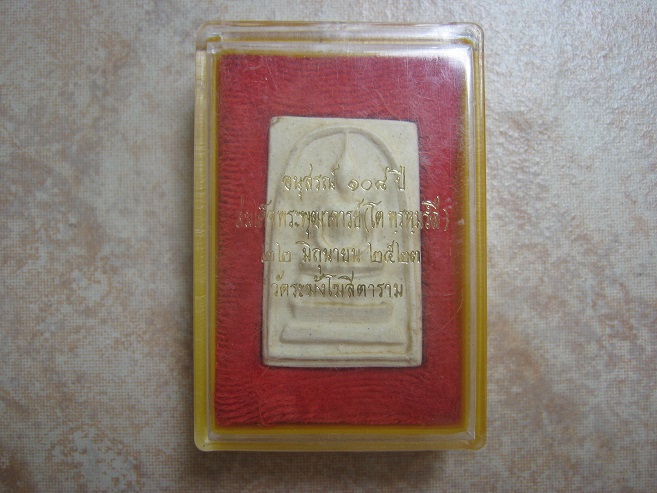 อนุสรณ์ ๑๐๘ ปี
สมเด็จพระพุฒาจารย์(โต พฺรหฺมรํสี)
๒๒ มิถุนายน ๒๕๒๓
วัดระฆังโฆสิตาราม